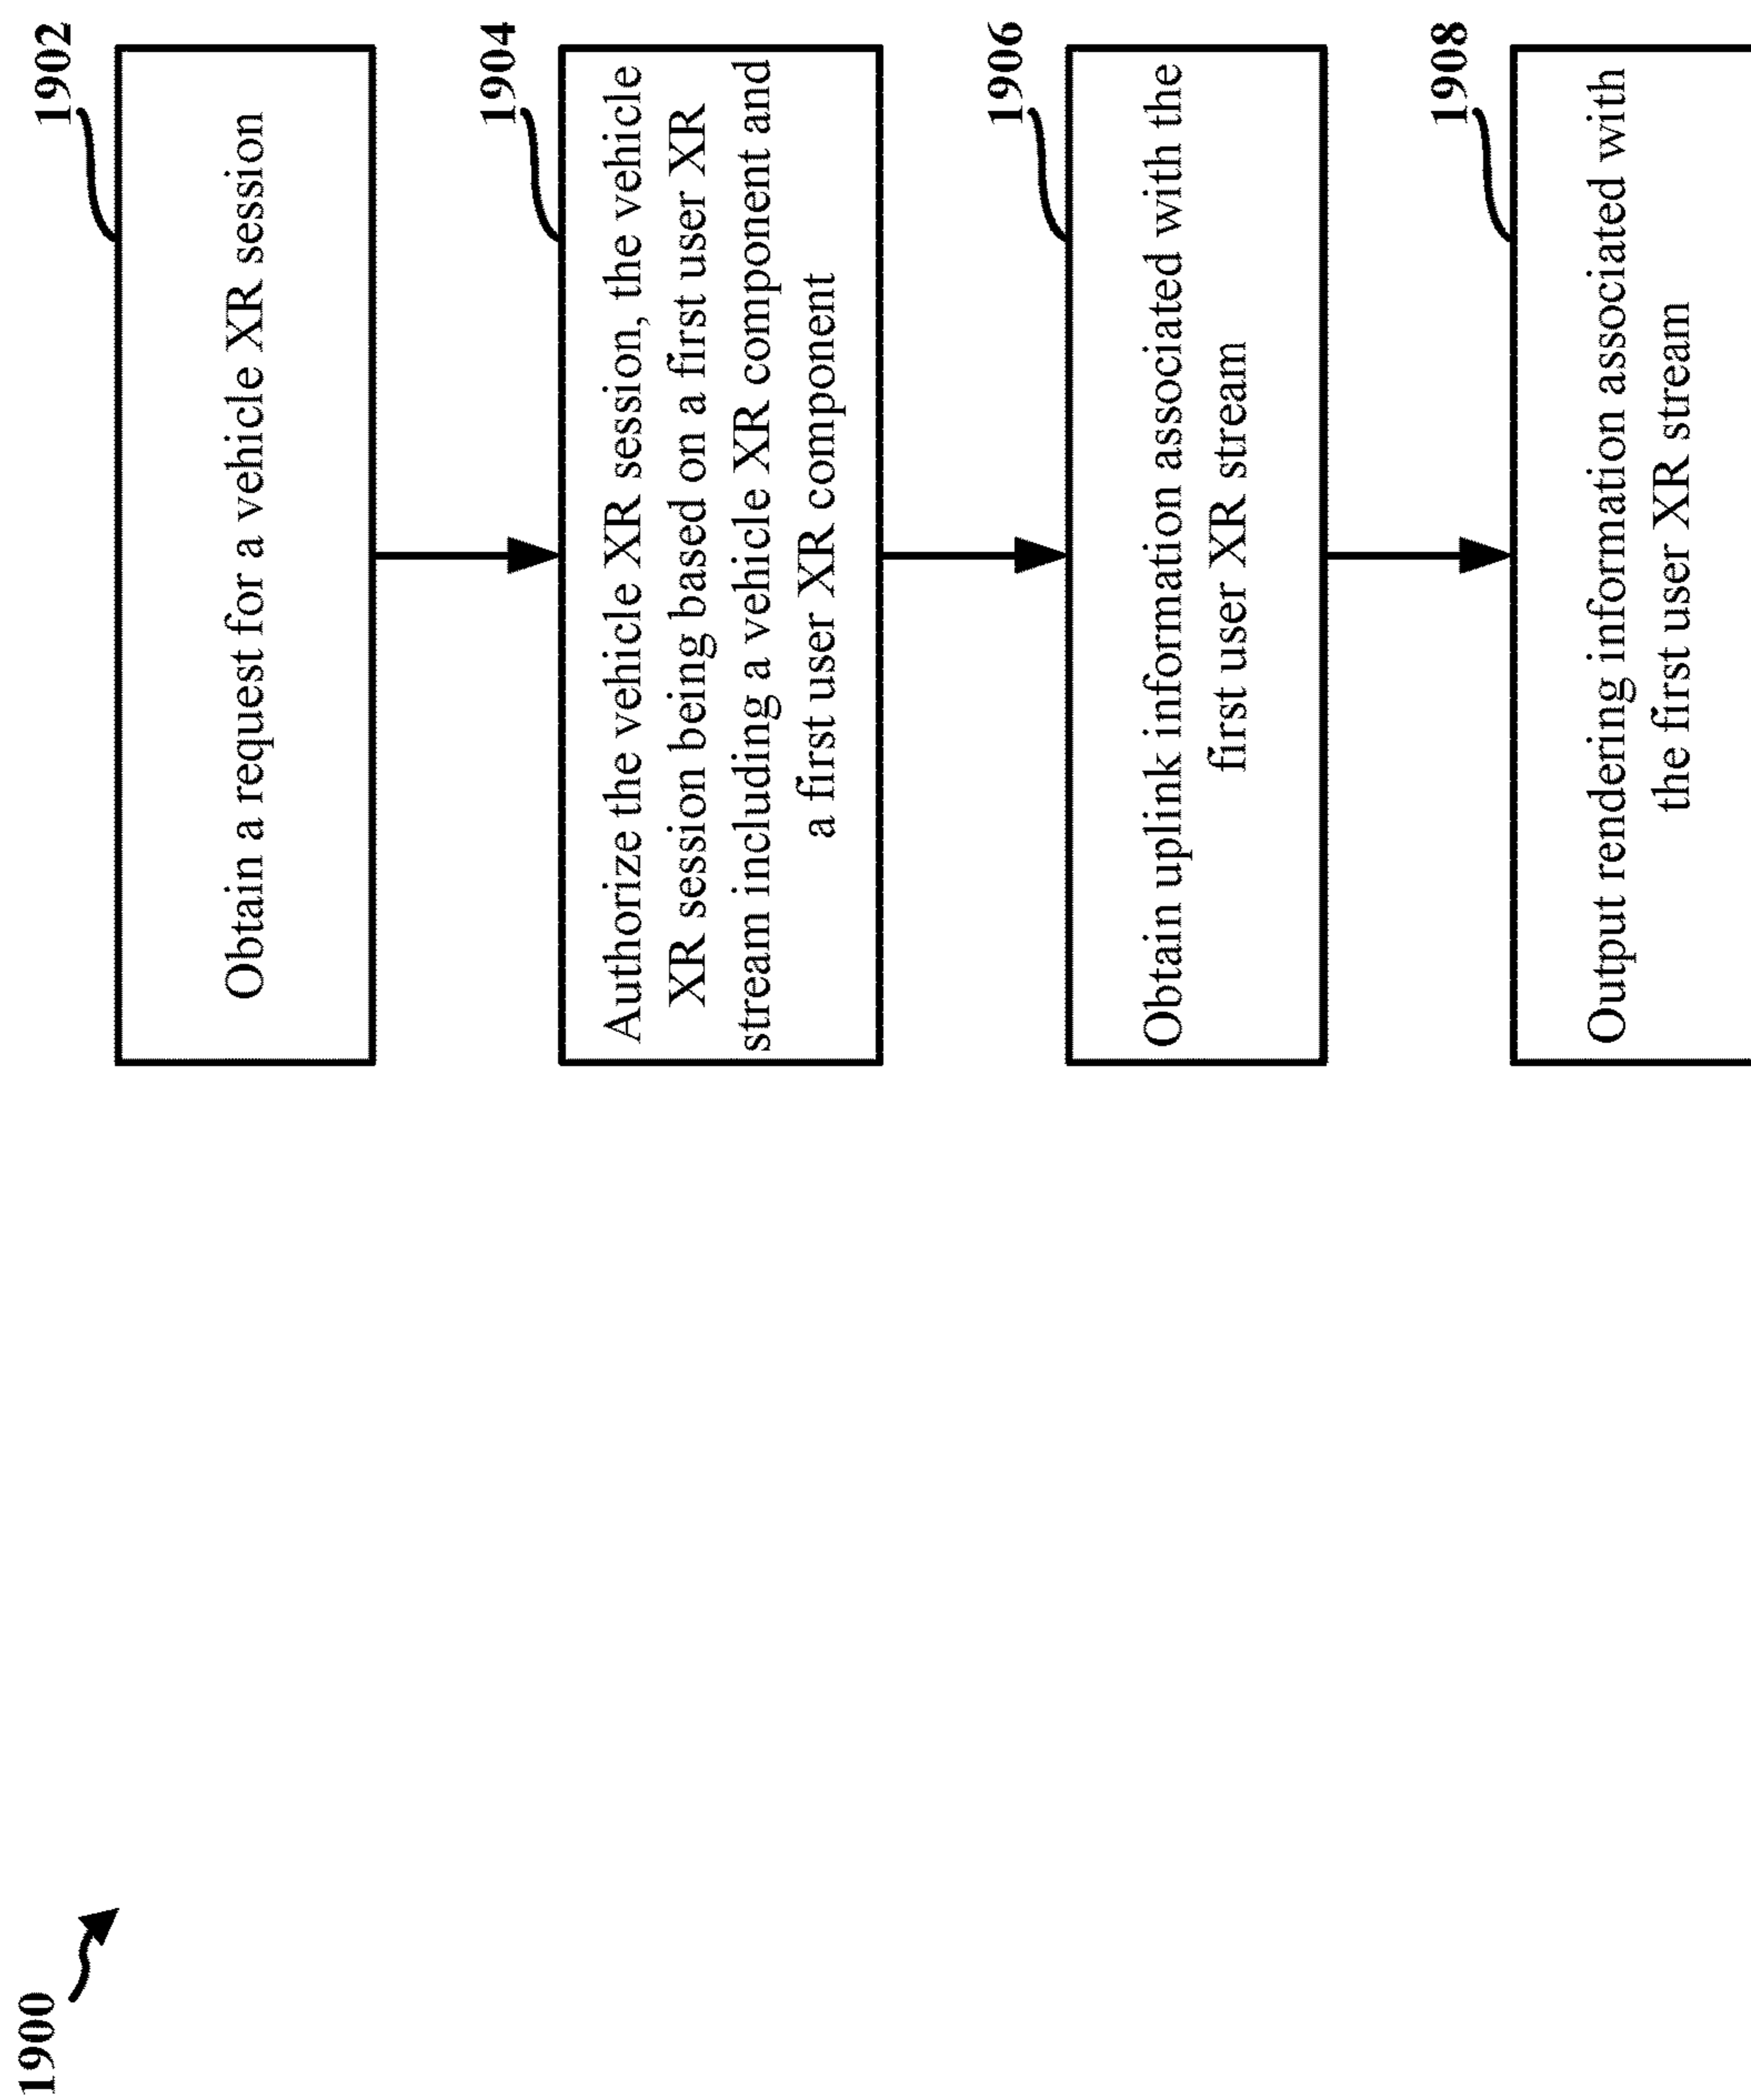 1900
1902
Obtain a request for a vehicle XR session
1904
Authorize the vehicle XR session, the vehicle
XR session being based on a first user XR
stream including a vehicle XR component and
a first user XR component
1906
Obtain uplink information associated with the
first user XR stream
1908
Output rendering information associated with
the first user XR stream